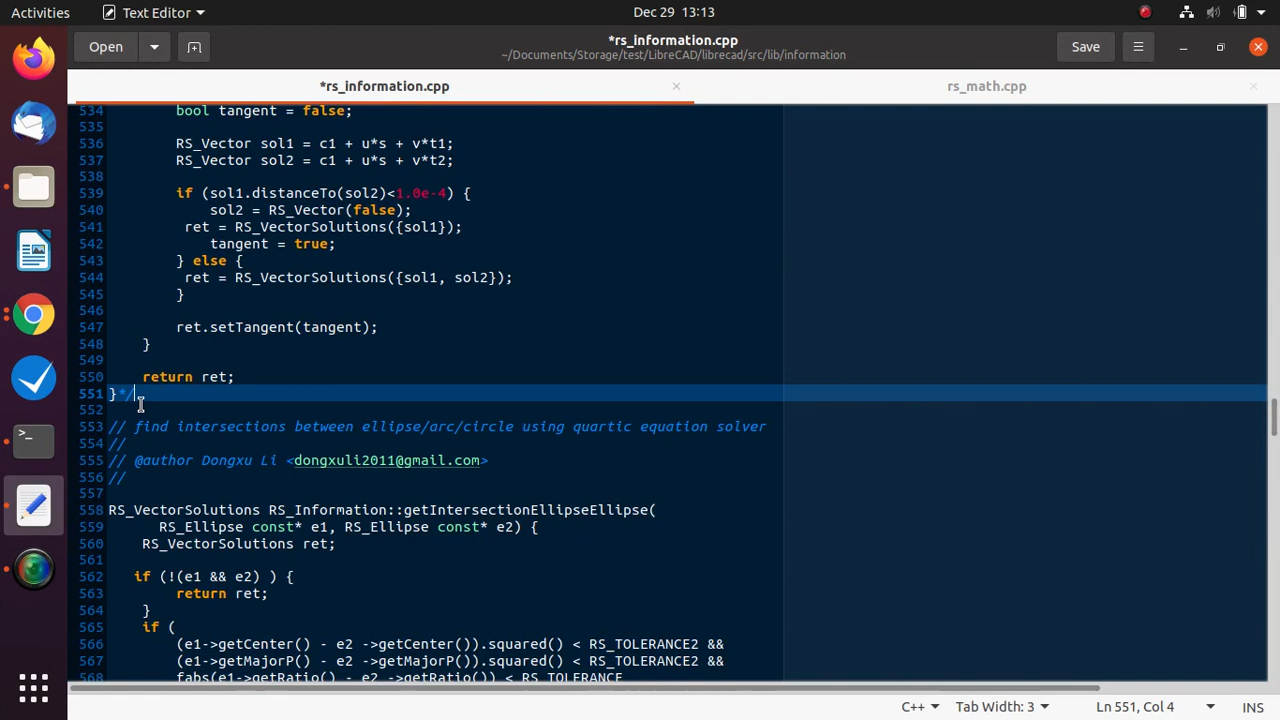 Activities
Text Editor
Dec 29 13:13
Open
*rs_information.cpp
~/Documents/Storage/test/LibreCAD/librecad/src/lib/information
Save
*rs_information.cpp
rs_math.cpp
534 bool tangent = false;
535
536 RS_Vector sol1 = c1 + u*s + v*t1;
537 RS_Vector sol2 = c1 + u*s + v*t2;
538
539 if (sol1.distanceTo(sol2)<1.0e-4) {
540 sol2 = RS_Vector(false);
541 ret = RS_VectorSolutions({sol1});
542 tangent = true;
543 } else {
544 ret = RS_VectorSolutions({sol1, sol2});
545 }
546
547 ret.setTangent(tangent);
548 }
549
550 return ret;
551 }*/
552
553 // find intersections between ellipse/arc/circle using quartic equation solver
554 //
555 // @author Dongxu Li <dongxuli2011@gmail.com>
556 //
557
558 RS_VectorSolutions RS_Information::getIntersectionEllipseEllipse(
559 RS_Ellipse const* e1, RS_Ellipse const* e2) {
560 RS_VectorSolutions ret;
561
562 if (!(e1 && e2) ) {
563 return ret;
564 }
565 if (
566 (e1->getCenter() - e2 ->getCenter()).squared() < RS_TOLERANCE2 &&
567 (e1->getMajorP() - e2 ->getMajorP()).squared() < RS_TOLERANCE2 &&
568 fabs(e1->getRatio() - e2 ->getRatio()) < RS_TOLERANCE
C++
Tab Width: 3
Ln 551, Col 4
INS